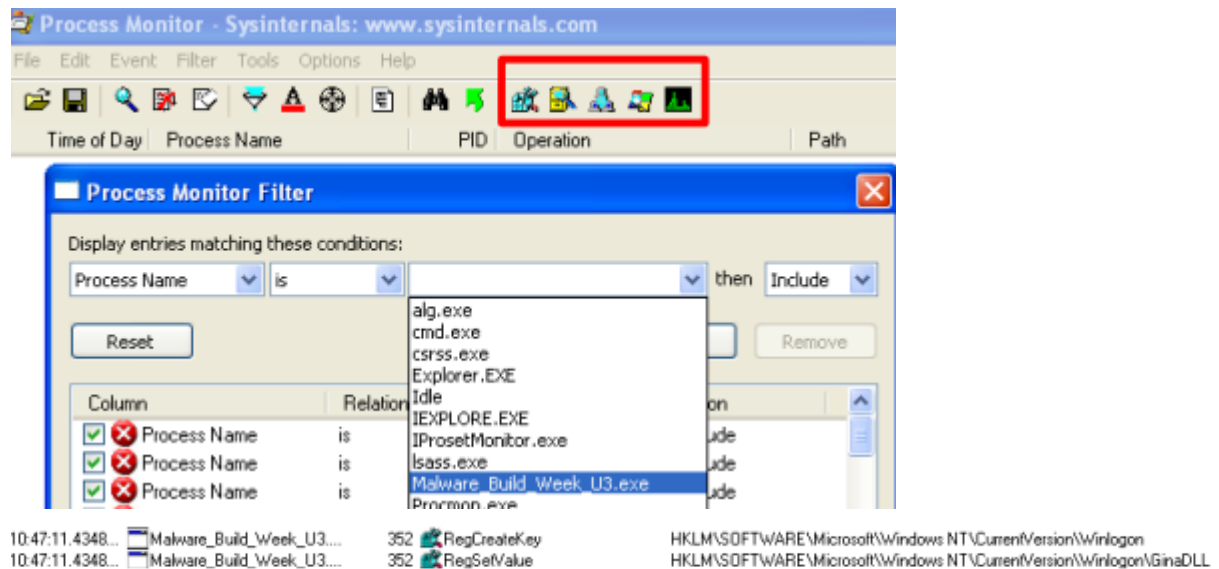 Process Monitor - Sysinternals: www.sysinternals.com
File Edit Event Filter Tools Options Help
Time of Day Process Name PID Operation Path
Process Monitor Filter
Display entries matching these conditions:
Process Name is then Include
alg.exe
cmd.exe
csrss.exe
Explorer.EXE
Idle
IEXPLORE.EXE
IProsetMonitor.exe
lsass.exe
Malware_Build_Week_U3.exe
Procmon.exe
Reset Remove
Column Relation on
Process Name is ude
Process Name is ude
Process Name is ude
10:47:11.4348... Malware_Build_Week_U3.... 352 RegCreateKey HKLM\SOFTWARE\Microsoft\Windows NT\CurrentVersion\Winlogon
10:47:11.4348... Malware_Build_Week_U3.... 352 RegSetValue HKLM\SOFTWARE\Microsoft\Windows NT\CurrentVersion\Winlogon\GinaDLL